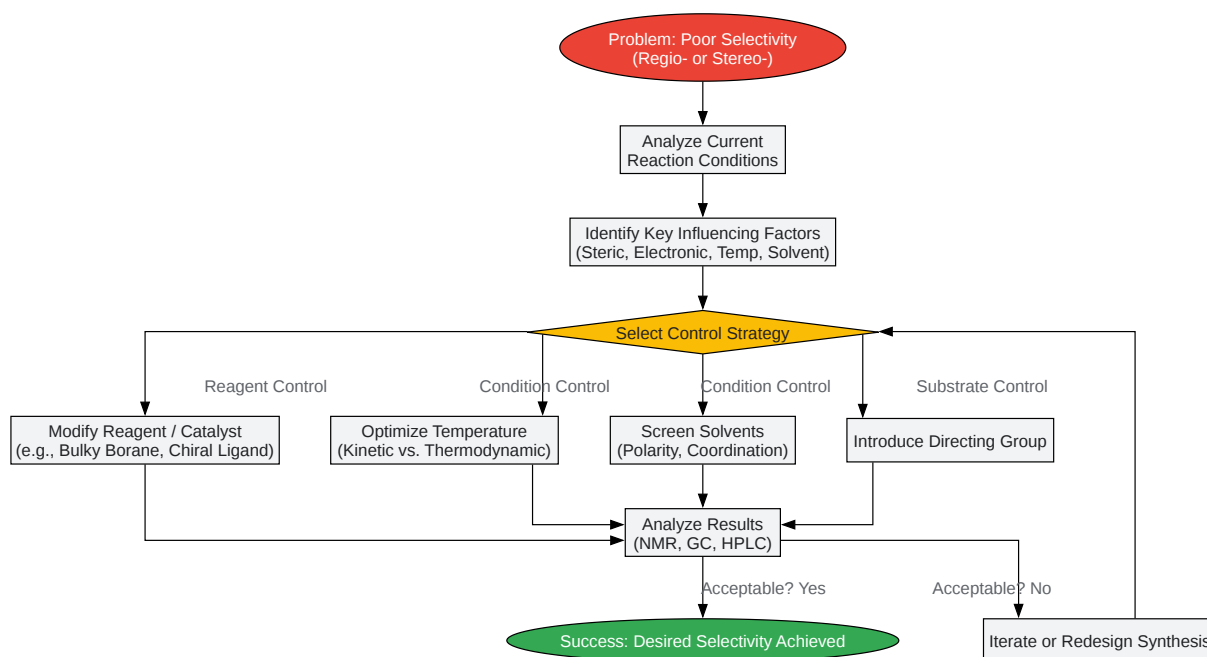 Problem: Poor Selectivity
(Regio- or Stereo-)
Analyze Current
Reaction Conditions
Identify Key Influencing Factors
(Steric, Electronic, Temp, Solvent)
Select Control Strategy
Reagent Control
Condition Control
Condition Control
Substrate Control
Modify Reagent / Catalyst
(e.g., Bulky Borane, Chiral Ligand)
Optimize Temperature
(Kinetic vs. Thermodynamic)
Screen Solvents
(Polarity, Coordination)
Introduce Directing Group
Analyze Results
(NMR, GC, HPLC)
Acceptable? Yes
Acceptable? No
Success: Desired Selectivity Achieved
Iterate or Redesign Synthesis